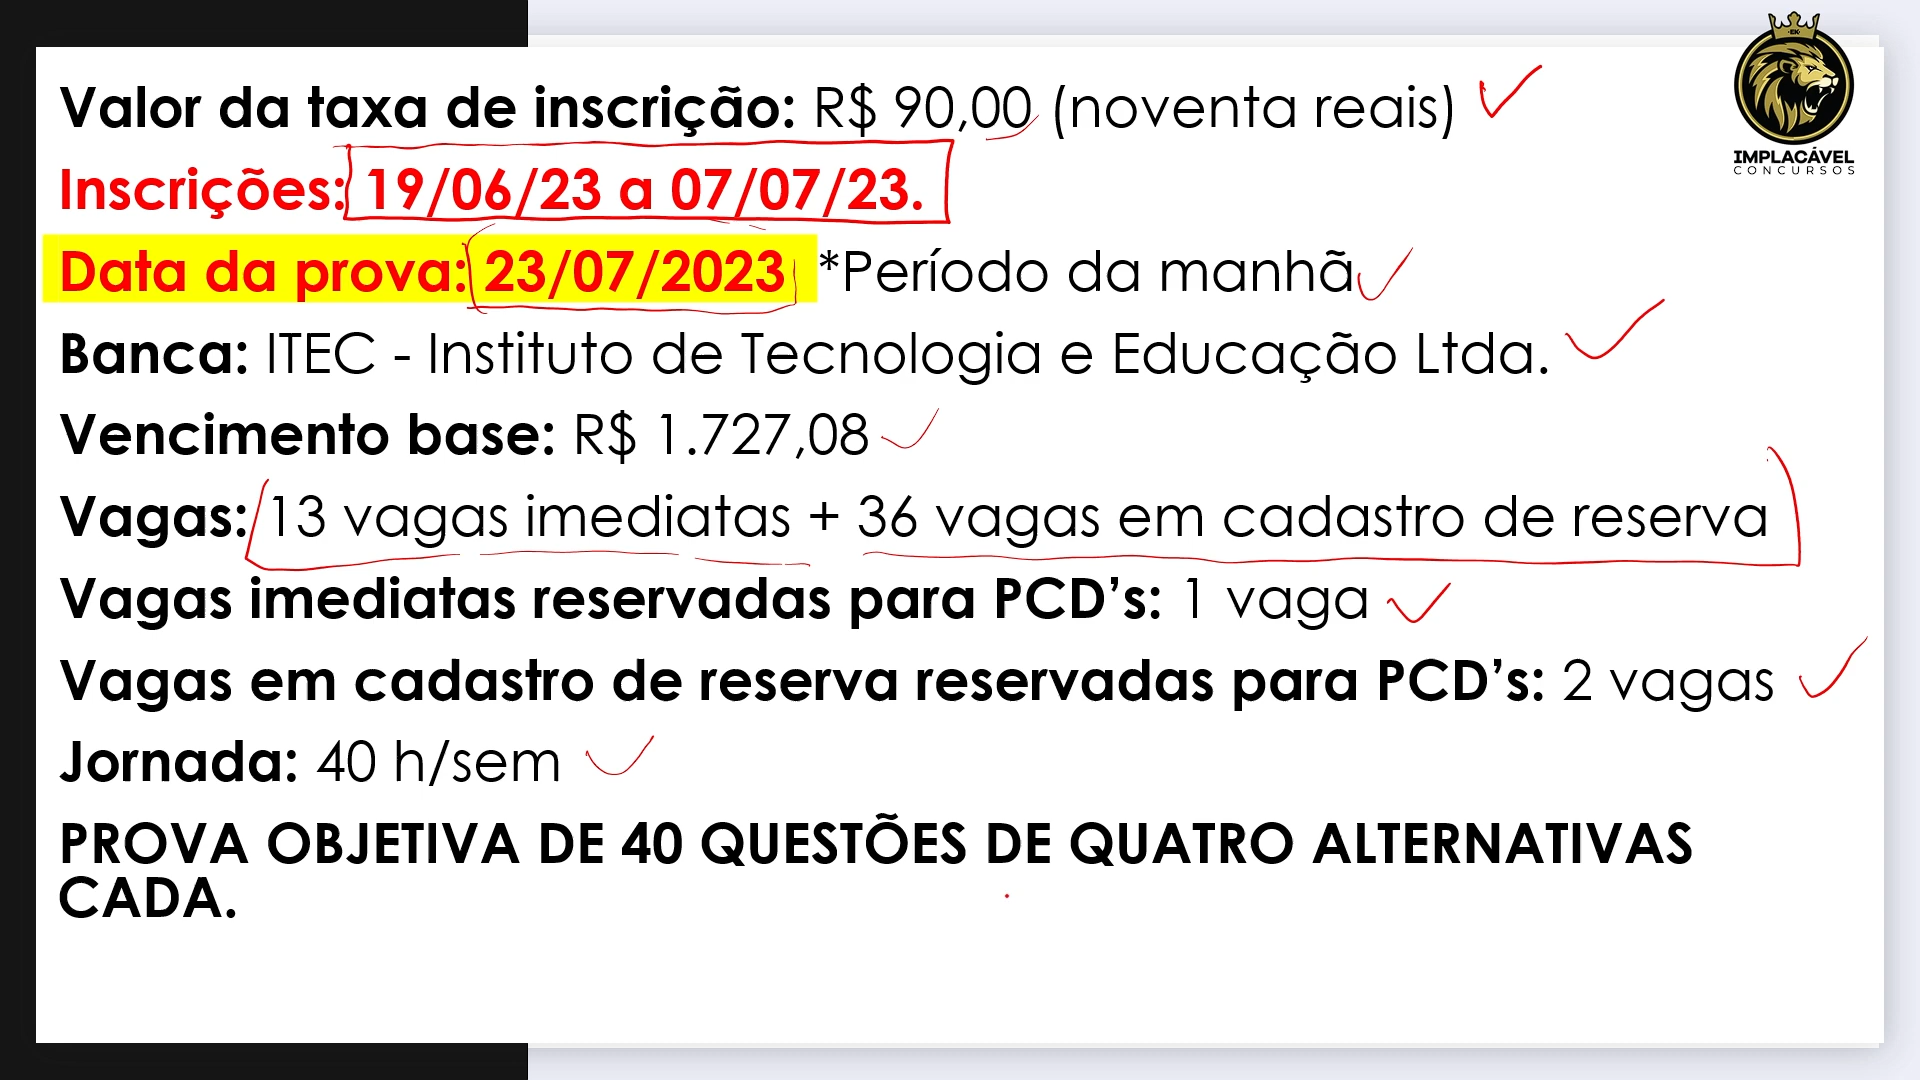 Valor da taxa de inscrição: R$ 90,00 (noventa reais)
Inscrições: 19/06/23 a 07/07/23.
Data da prova: 23/07/2023 *Período da manhã
Banca: ITEC - Instituto de Tecnologia e Educação Ltda.
Vencimento base: R$ 1.727,08
Vagas: 13 vagas imediatas + 36 vagas em cadastro de reserva
Vagas imediatas reservadas para PCD’s: 1 vaga
Vagas em cadastro de reserva reservadas para PCD’s: 2 vagas
Jornada: 40 h/sem
PROVA OBJETIVA DE 40 QUESTÕES DE QUATRO ALTERNATIVAS
CADA.
EK
IMPLACÁVEL
CONCURSOS